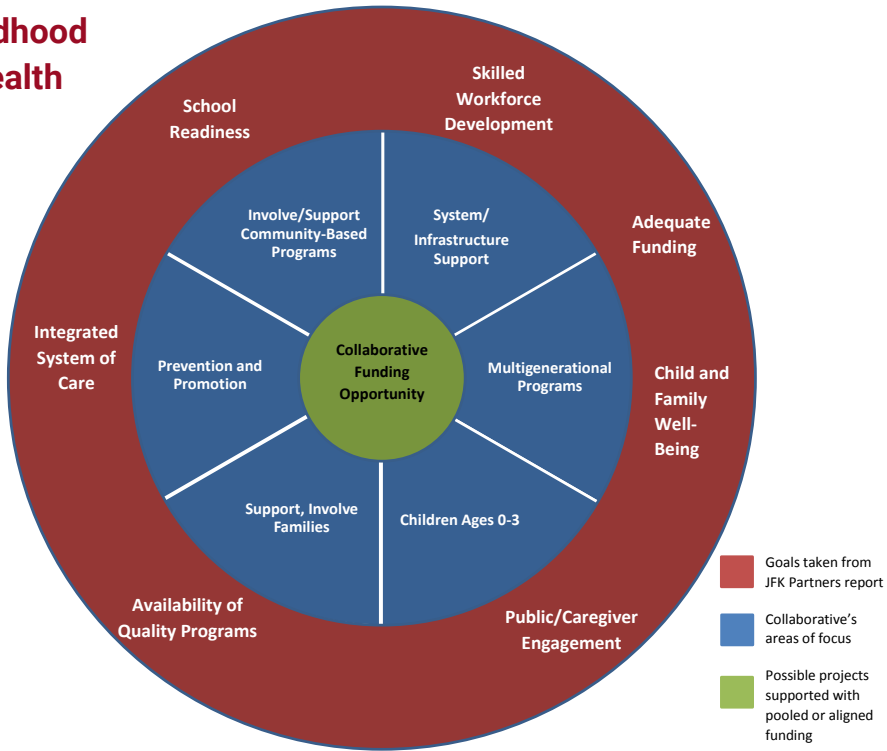 dhood
ealth
School
Readiness
Skilled
Workforce
Development
Adequate
Funding
Child and
Family
Well-
Being
Public/Caregiver
Engagement
Availability of
Quality Programs
Integrated
System of
Care
Involve/Support
Community-Based
Programs
System/
Infrastructure
Support
Multigenerational
Programs
Children Ages 0-3
Support, Involve
Families
Prevention and
Promotion
Collaborative
Funding
Opportunity
Goals taken from
JFK Partners report
Collaborative’s
areas of focus
Possible projects
supported with
pooled or aligned
funding